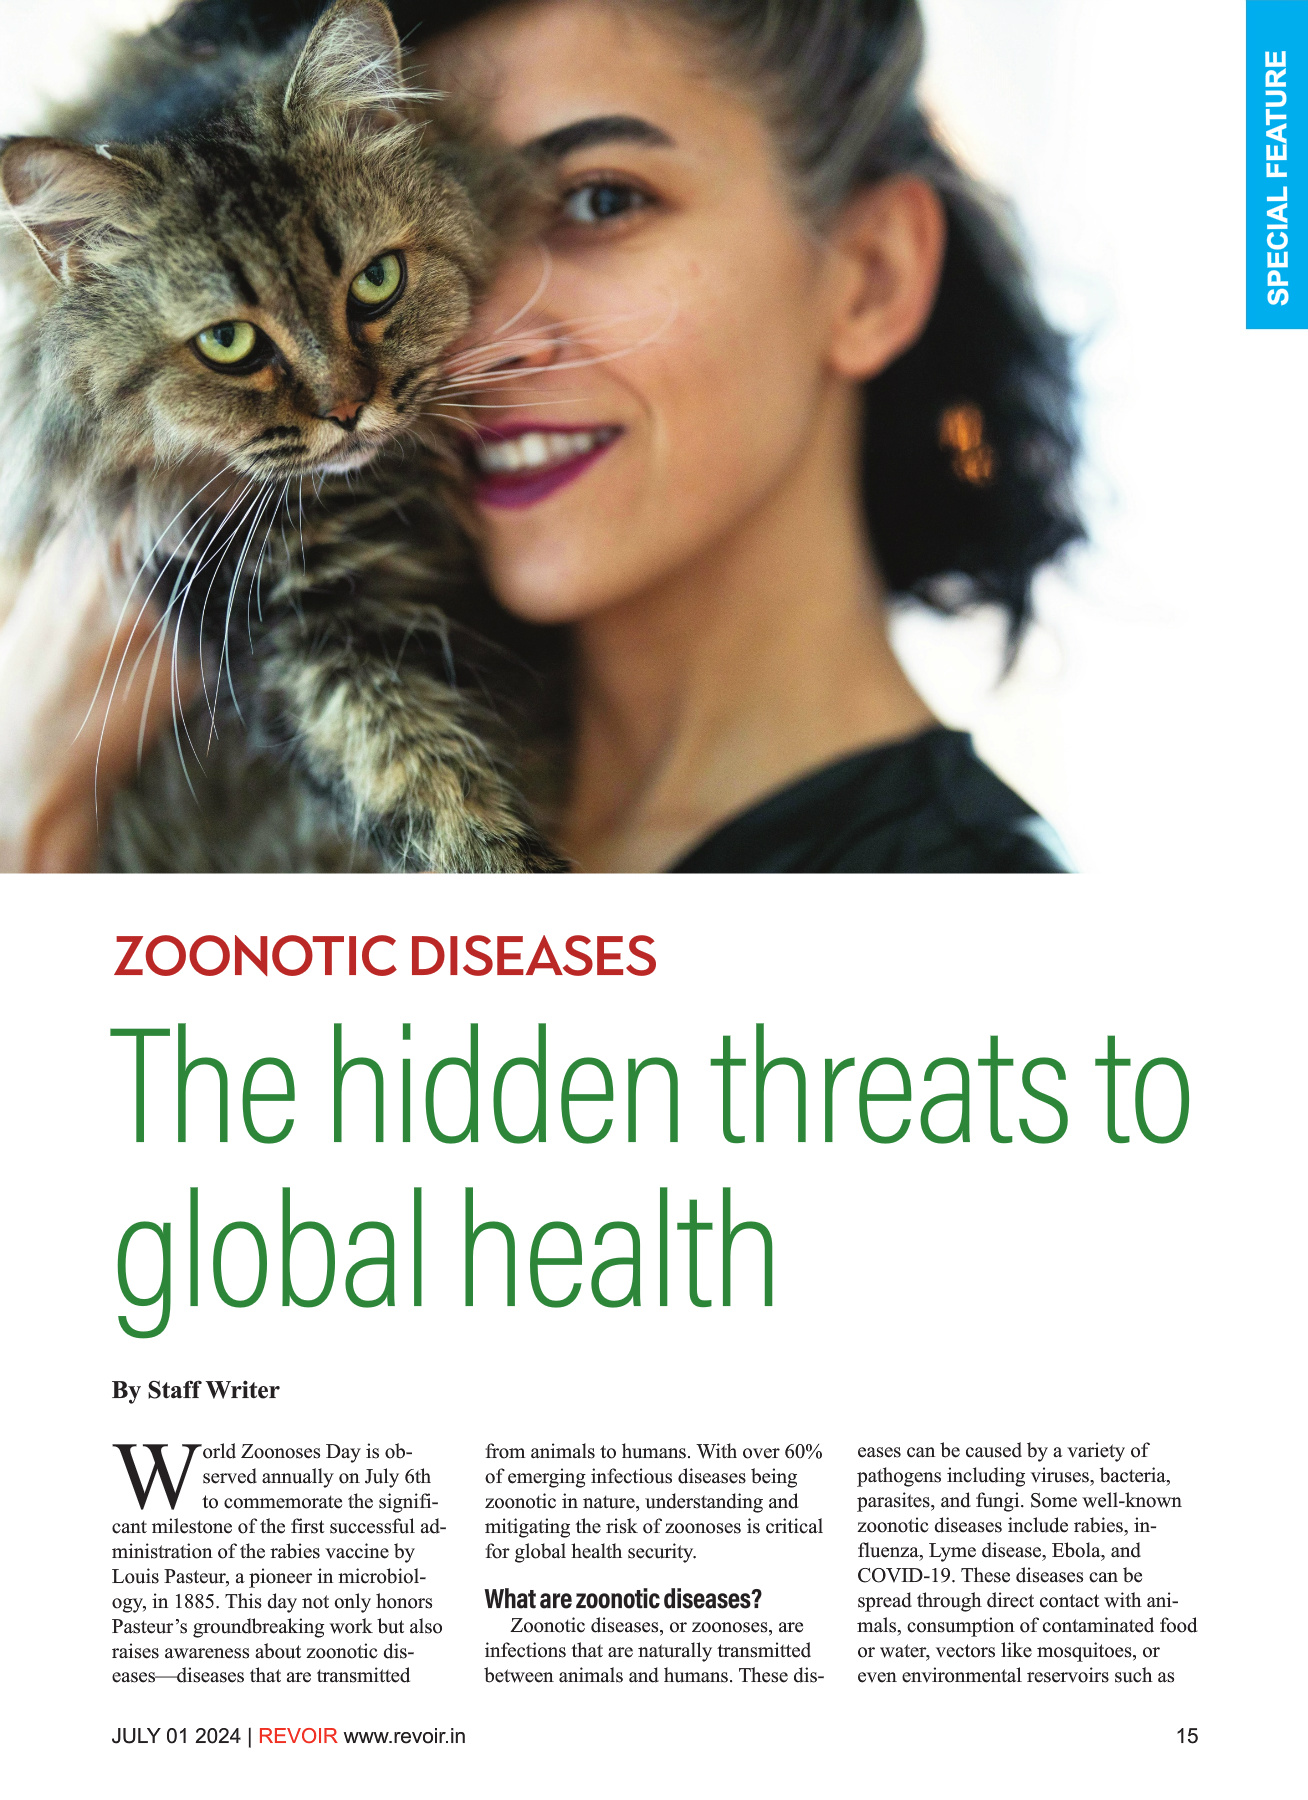 SPECIAL FEATURE
ZOONOTIC DISEASES
The hidden threats to
global health
By Staff Writer
World Zoonoses Day is ob-
served annually on July 6th
to commemorate the signifi-
cant milestone of the first successful ad-
ministration of the rabies vaccine by
Louis Pasteur, a pioneer in microbiol-
ogy, in 1885. This day not only honors
Pasteur's groundbreaking work but also
raises awareness about zoonotic dis-
eases—diseases that are transmitted
from animals to humans. With over 60%
of emerging infectious diseases being
zoonotic in nature, understanding and
mitigating the risk of zoonoses is critical
for global health security.
What are zoonotic diseases?
Zoonotic diseases, or zoonoses, are
infections that are naturally transmitted
between animals and humans. These dis-
eases can be caused by a variety of
pathogens including viruses, bacteria,
parasites, and fungi. Some well-known
zoonotic diseases include rabies, in-
fluenza, Lyme disease, Ebola, and
COVID-19. These diseases can be
spread through direct contact with ani-
mals, consumption of contaminated food
or water, vectors like mosquitoes, or
even environmental reservoirs such as
JULY 01 2024 | REVOIR www.revoir.in
15